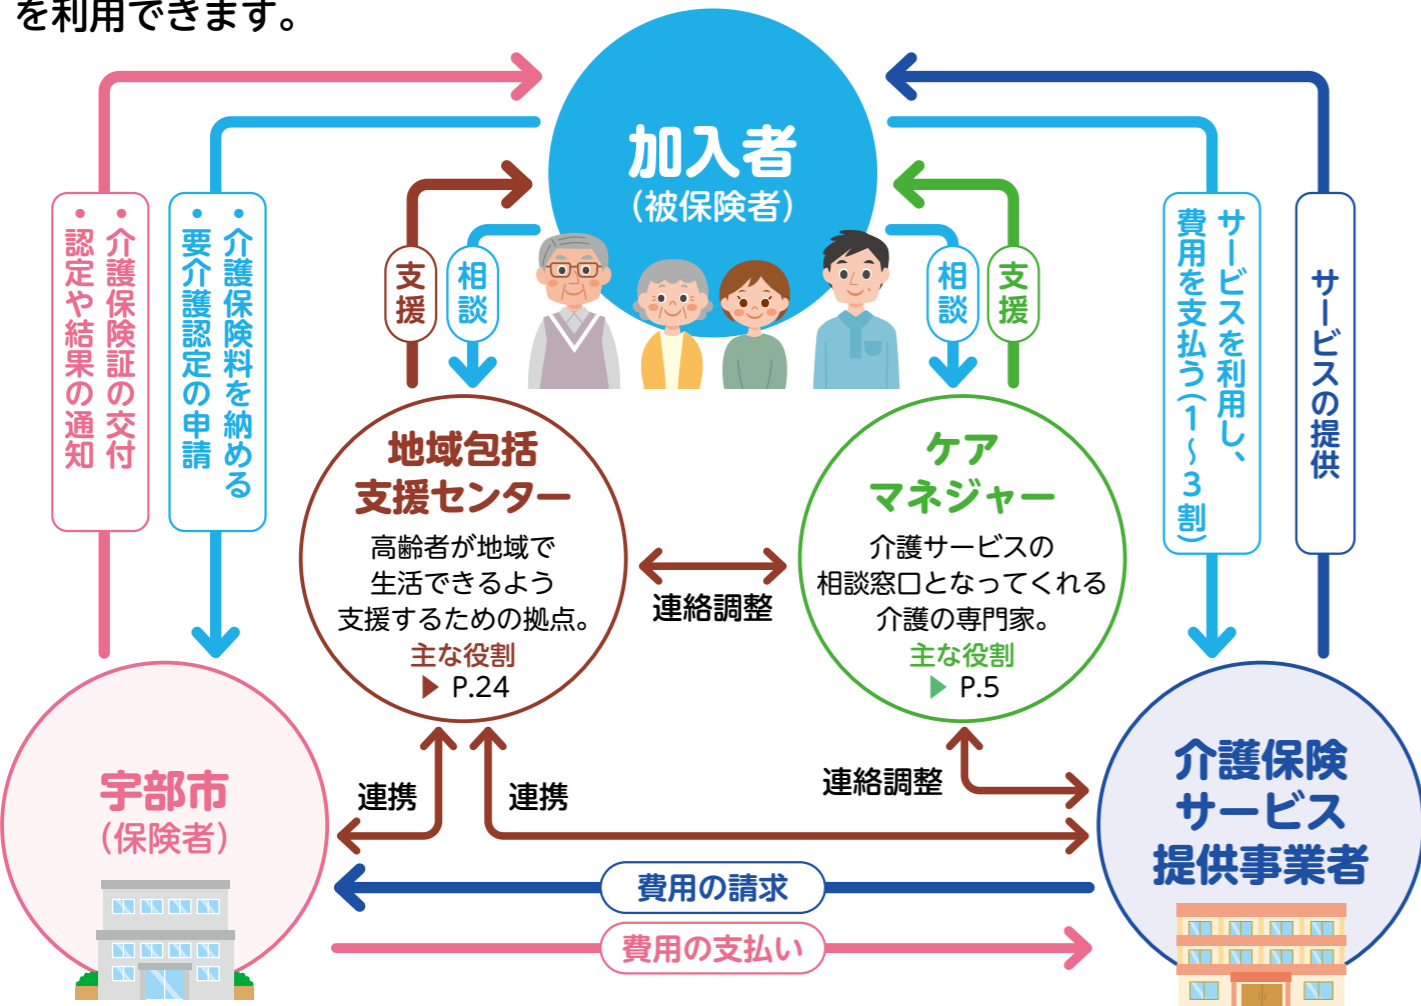 を利用できます。
加入者
（被保険者）
・介護保険証の交付
・認定や結果の通知
・介護保険料を納める
・要介護認定の申請
支援
相談
相談
支援
サービスを利用し、
費用を支払う（1～3割）
サービスの提供
地域包括
支援センター
高齢者が地域で
生活できるよう
支援するための拠点。
主な役割
▶ P.24
連絡調整
ケア
マネジャー
介護サービスの
相談窓口となってくれる
介護の専門家。
主な役割
▶ P.5
宇部市
（保険者）
連携
連携
連絡調整
介護保険
サービス
提供事業者
費用の請求
費用の支払い